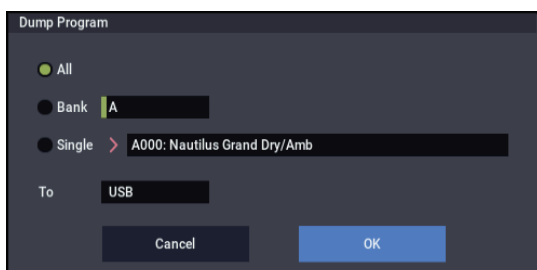 Dump Program
All
Bank A
Single A000: Nautilus Grand Dry/Amb
To USB
Cancel OK